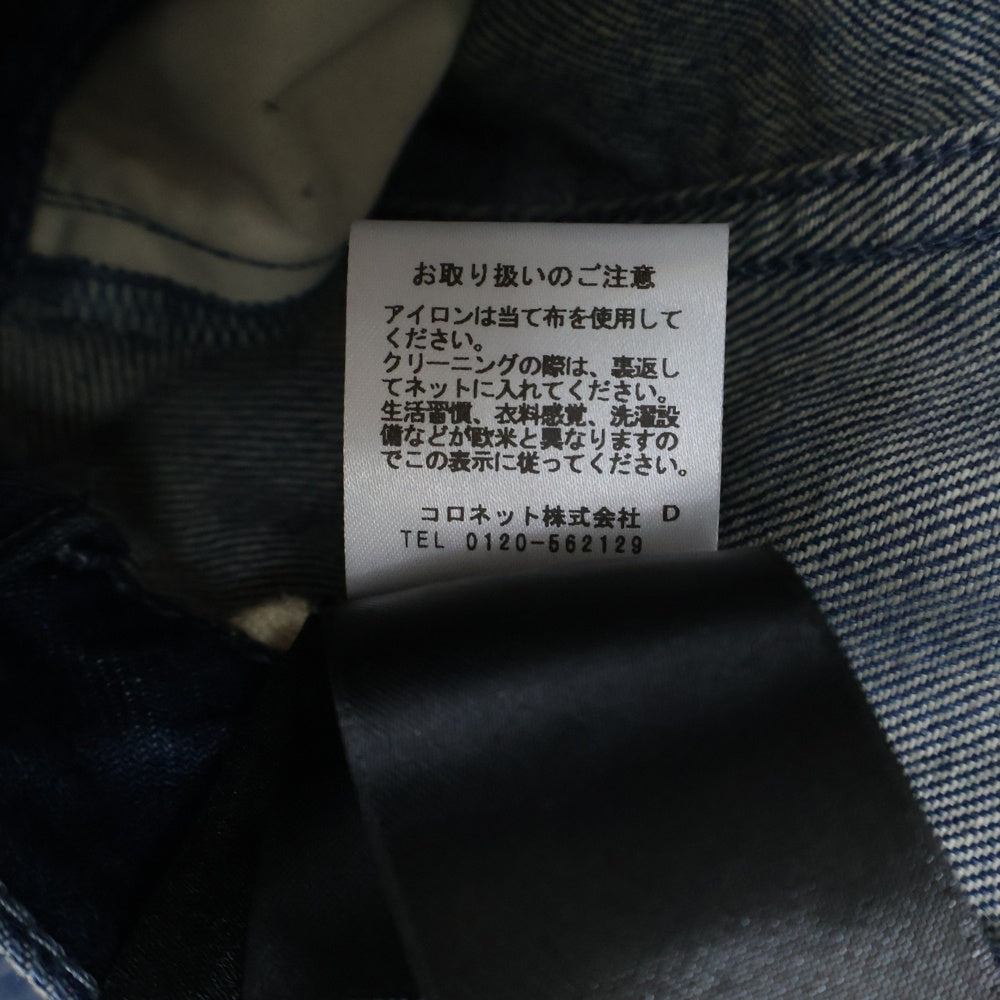 お取り扱いのご注意
アイロンは当て布を使用して
ください。
クリーニングの際は、裏返し
てネットに入れてください。
生活習慣、衣料感覚、洗濯設
備などが欧米と異なりますの
でこの表示に従ってください。
コロネット株式会社 D
TEL 0120-562129